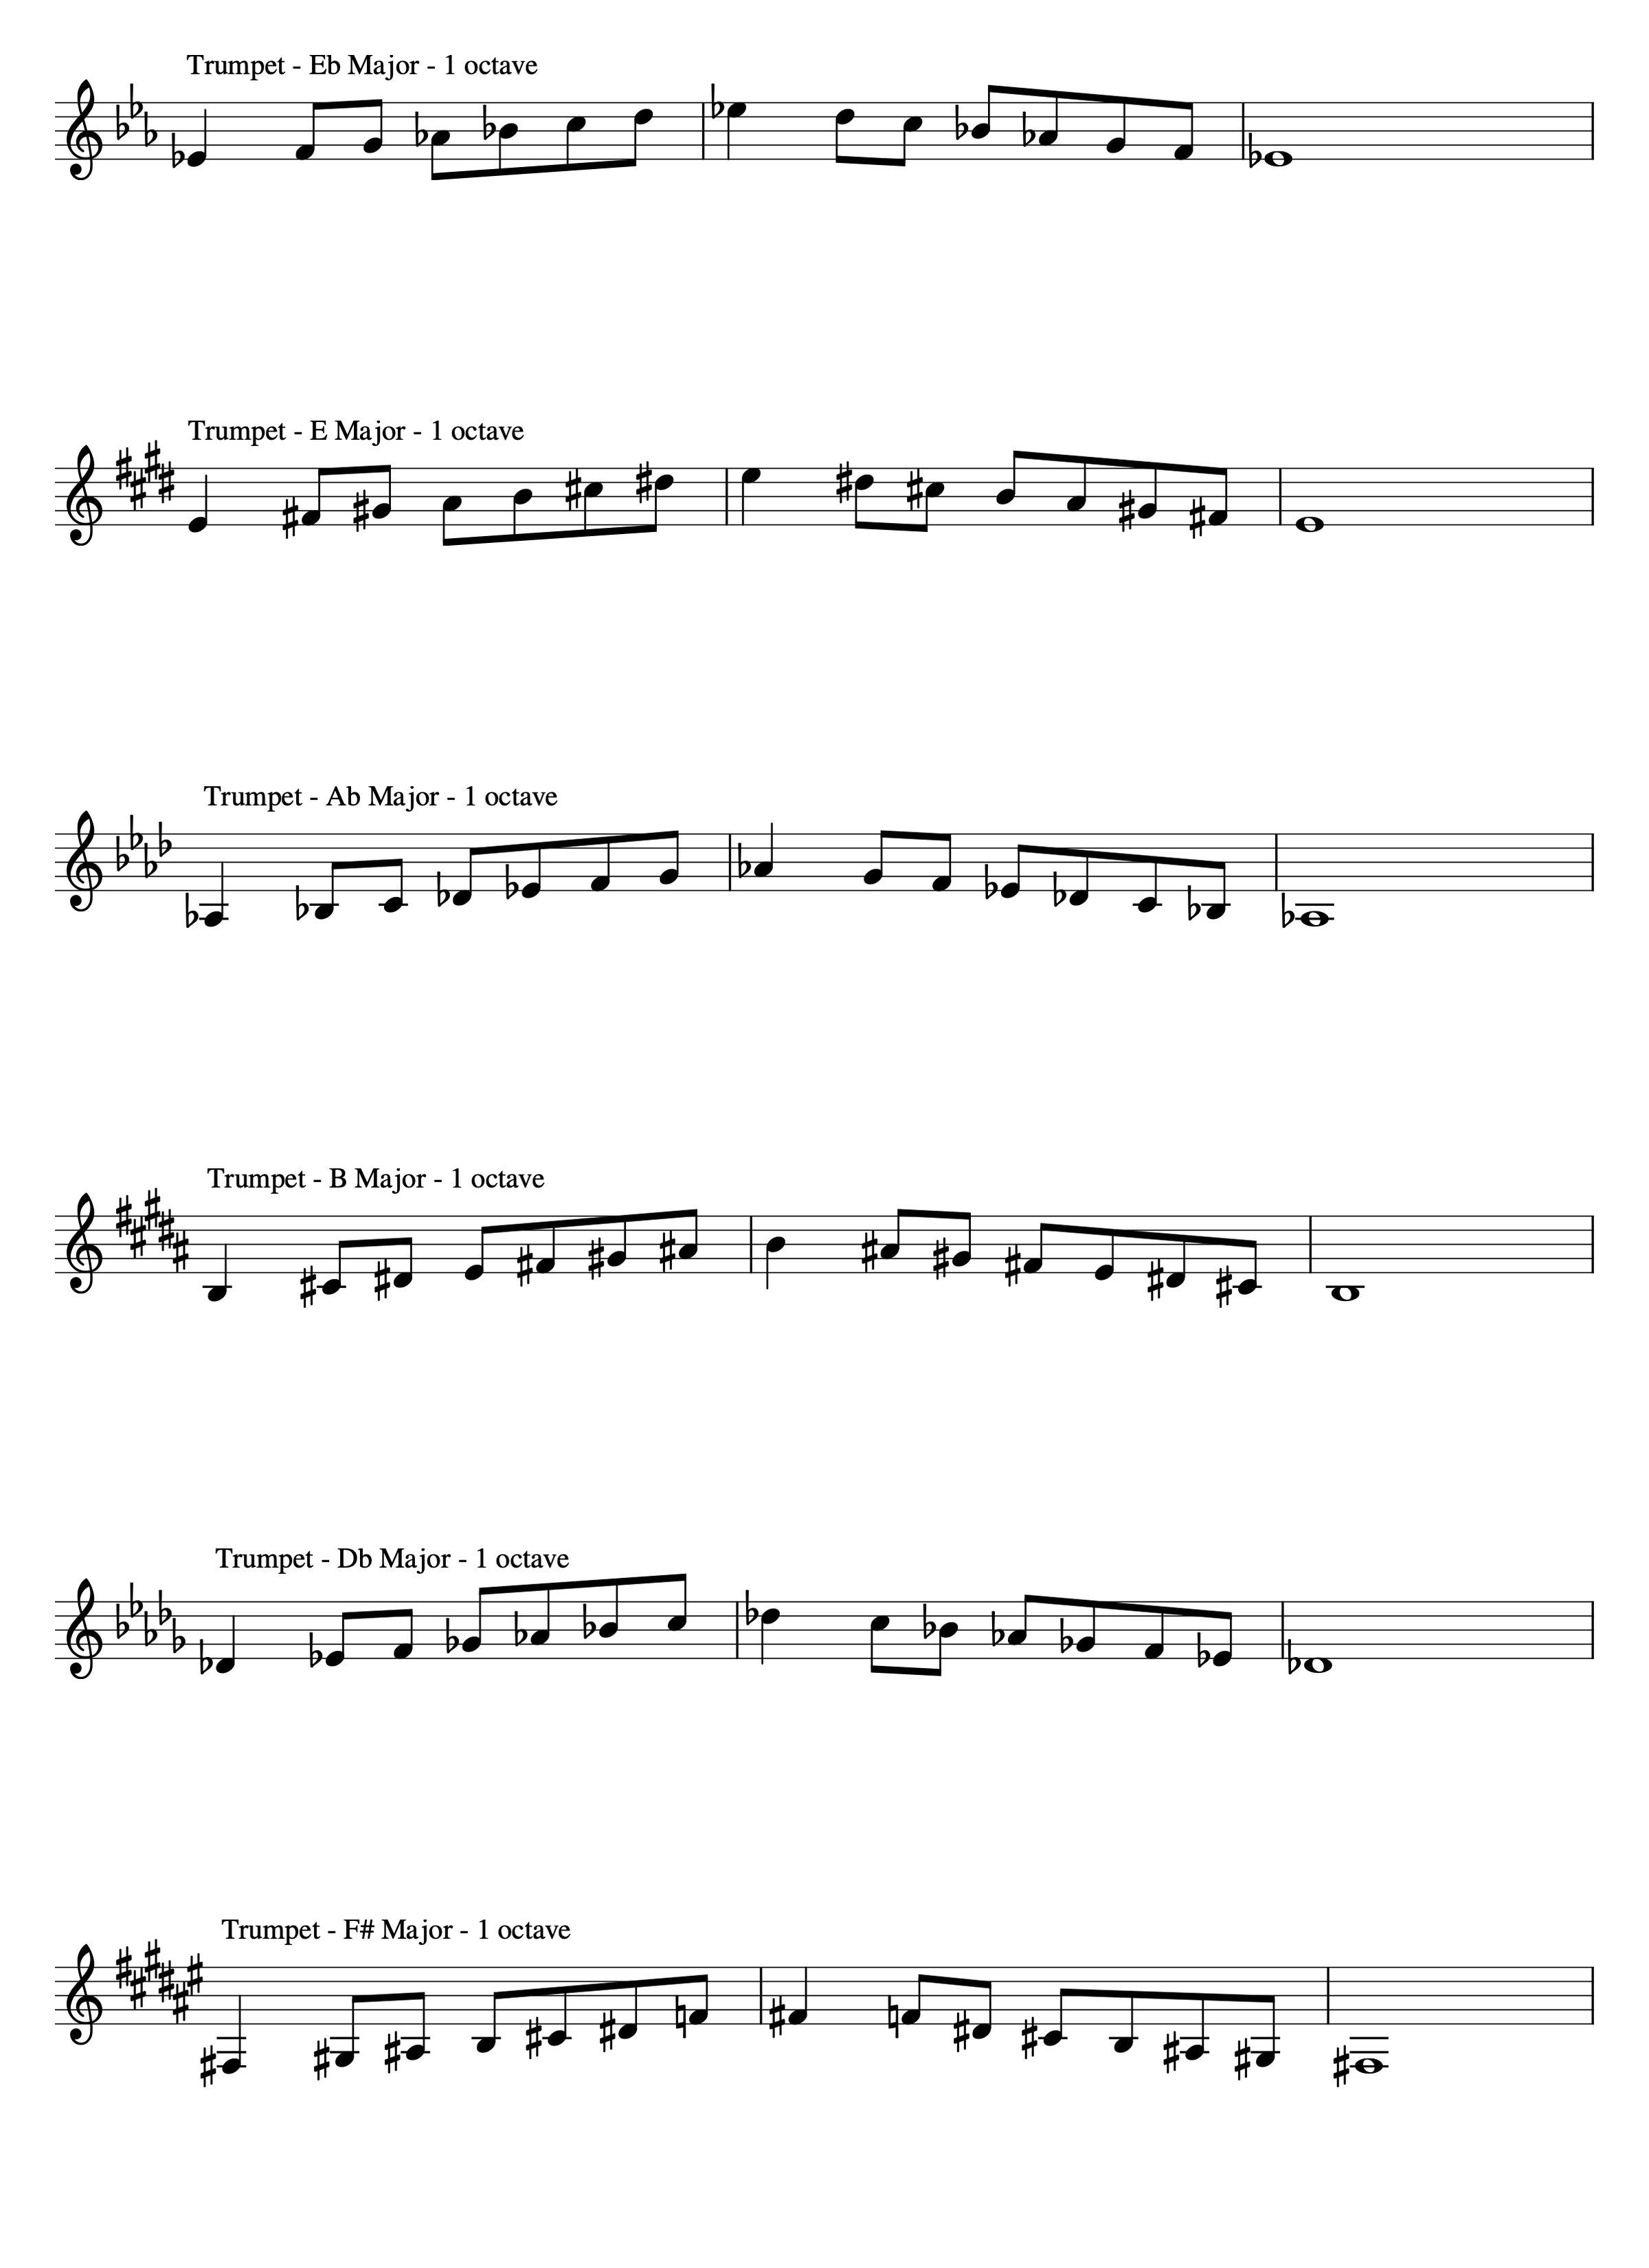 Trumpet - Eb Major - 1 octave
Trumpet - E Major - 1 octave
Trumpet - Ab Major - 1 octave
Trumpet - B Major - 1 octave
Trumpet - Db Major - 1 octave
Trumpet - F# Major - 1 octave